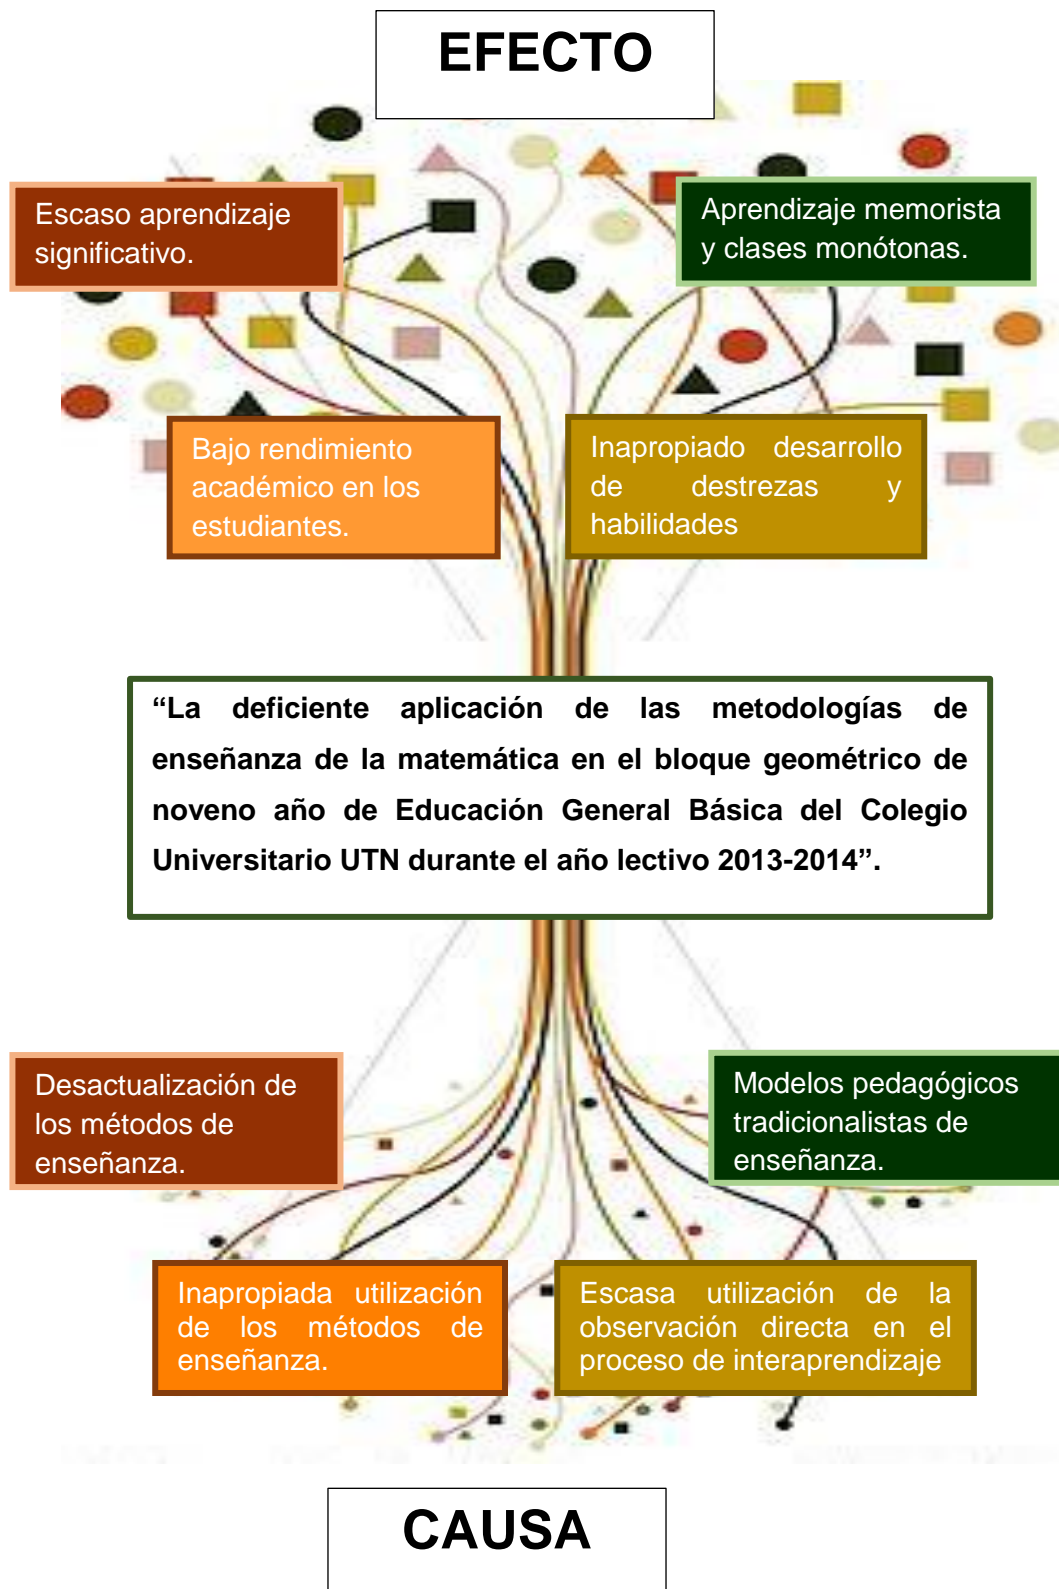 EFECTO
Escaso aprendizaje
significativo.
Aprendizaje memorista
y clases monótonas.
Bajo rendimiento
académico en los
estudiantes.
Inapropiado desarrollo
de destrezas y
habilidades
“La deficiente aplicación de las metodologías de
enseñanza de la matemática en el bloque geométrico de
noveno año de Educación General Básica del Colegio
Universitario UTN durante el año lectivo 2013-2014”.
Desactualización de
los métodos de
enseñanza.
Modelos pedagógicos
tradicionalistas de
enseñanza.
Inapropiada utilización
de los métodos de
enseñanza.
Escasa utilización de la
observación directa en el
proceso de interaprendizaje
CAUSA